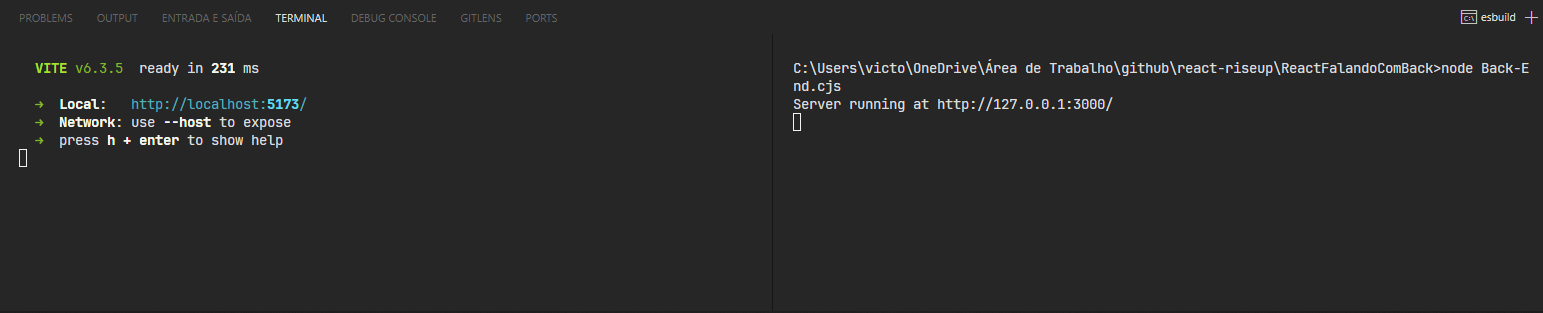 PROBLEMS OUTPUT ENTRADA E SAÍDA TERMINAL DEBUG CONSOLE GITLENS PORTS esbuild
VITE v6.3.5 ready in 231 ms
➜ Local: http://localhost:5173/
➜ Network: use --host to expose
➜ press h + enter to show help
C:\Users\victo\OneDrive\Área de Trabalho\github\react-riseup\ReactFalandoComBack>node Back-E
nd.cjs
Server running at http://127.0.0.1:3000/